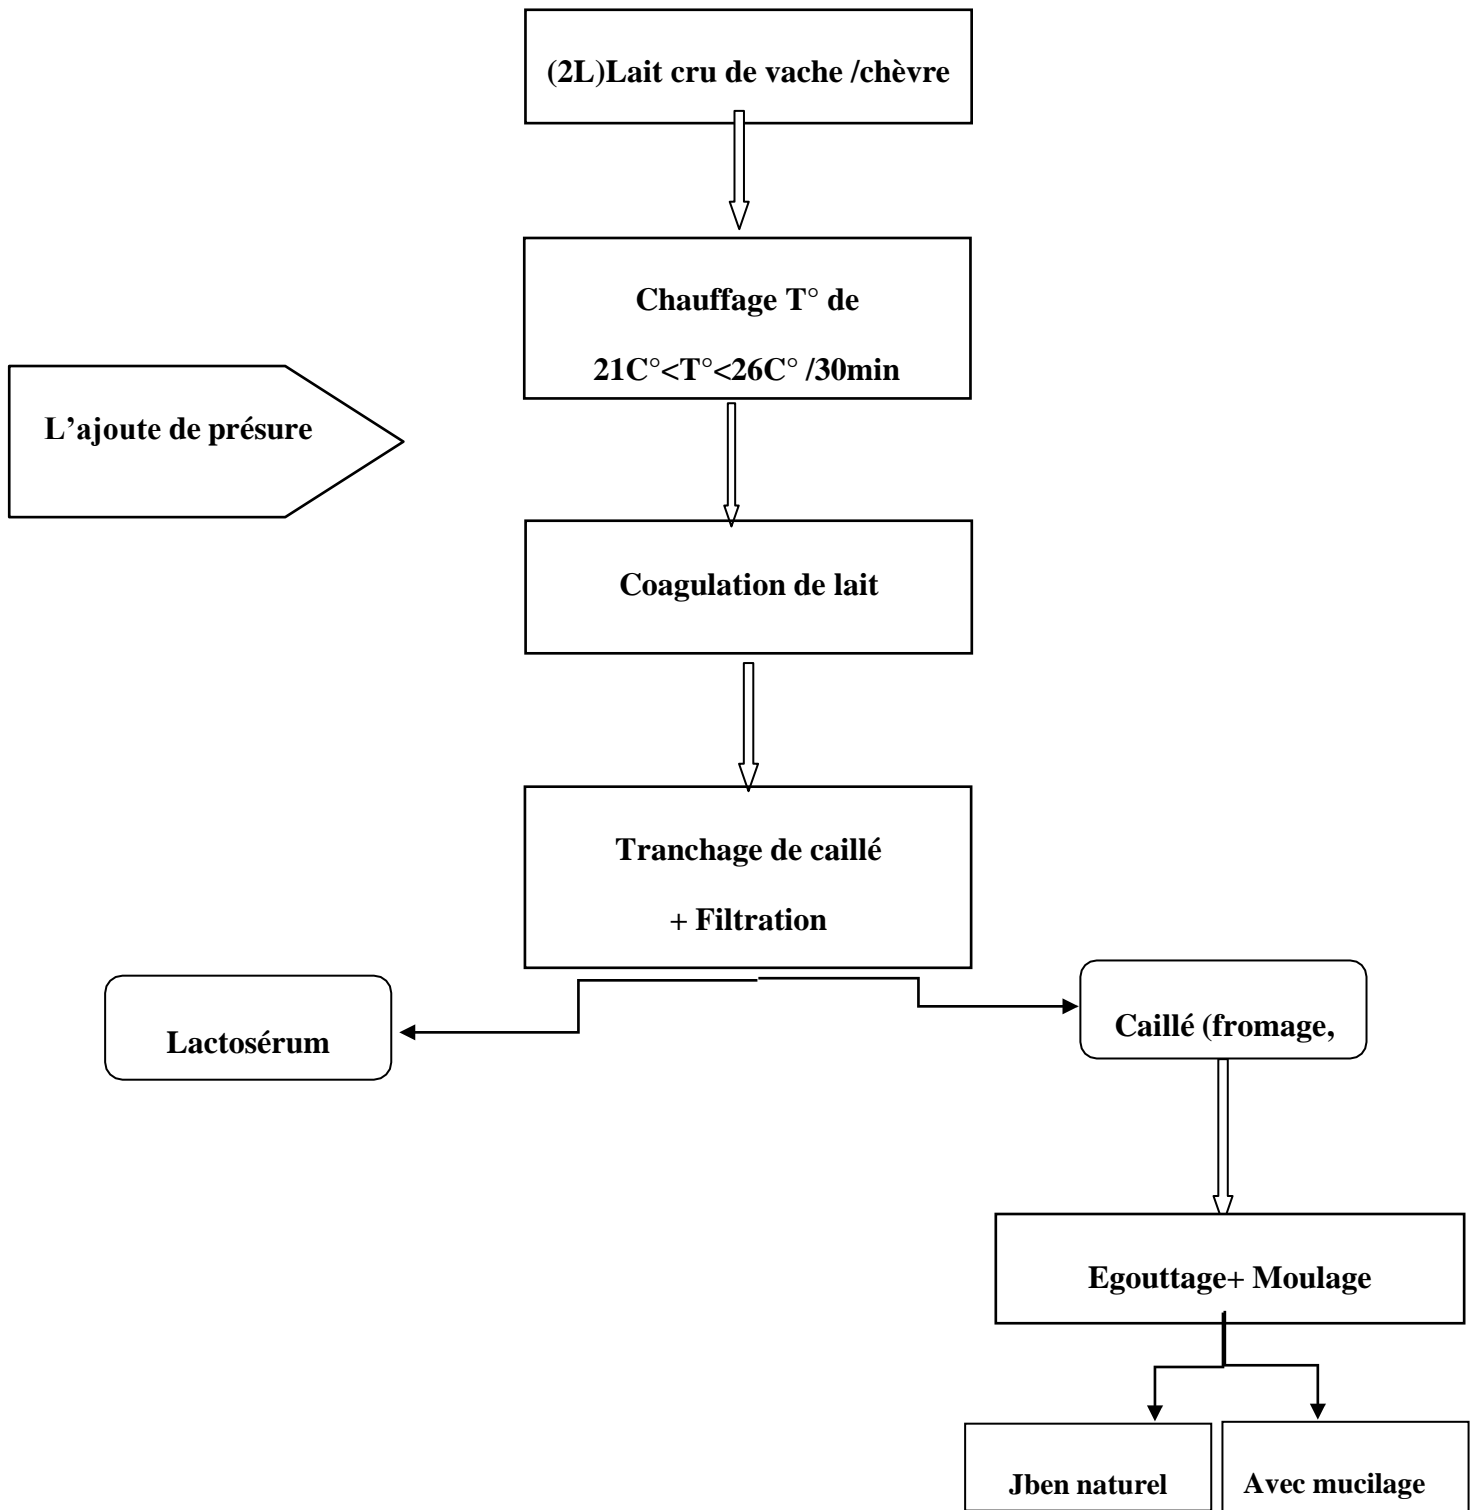 (2L)Lait cru de vache /chèvre
Chauffage T° de
21C°<T°<26C° /30min
L’ajoute de présure
Coagulation de lait
Tranchage de caillé
+ Filtration
Lactosérum
Caillé (fromage,
Egouttage+ Moulage
Jben naturel
Avec mucilage